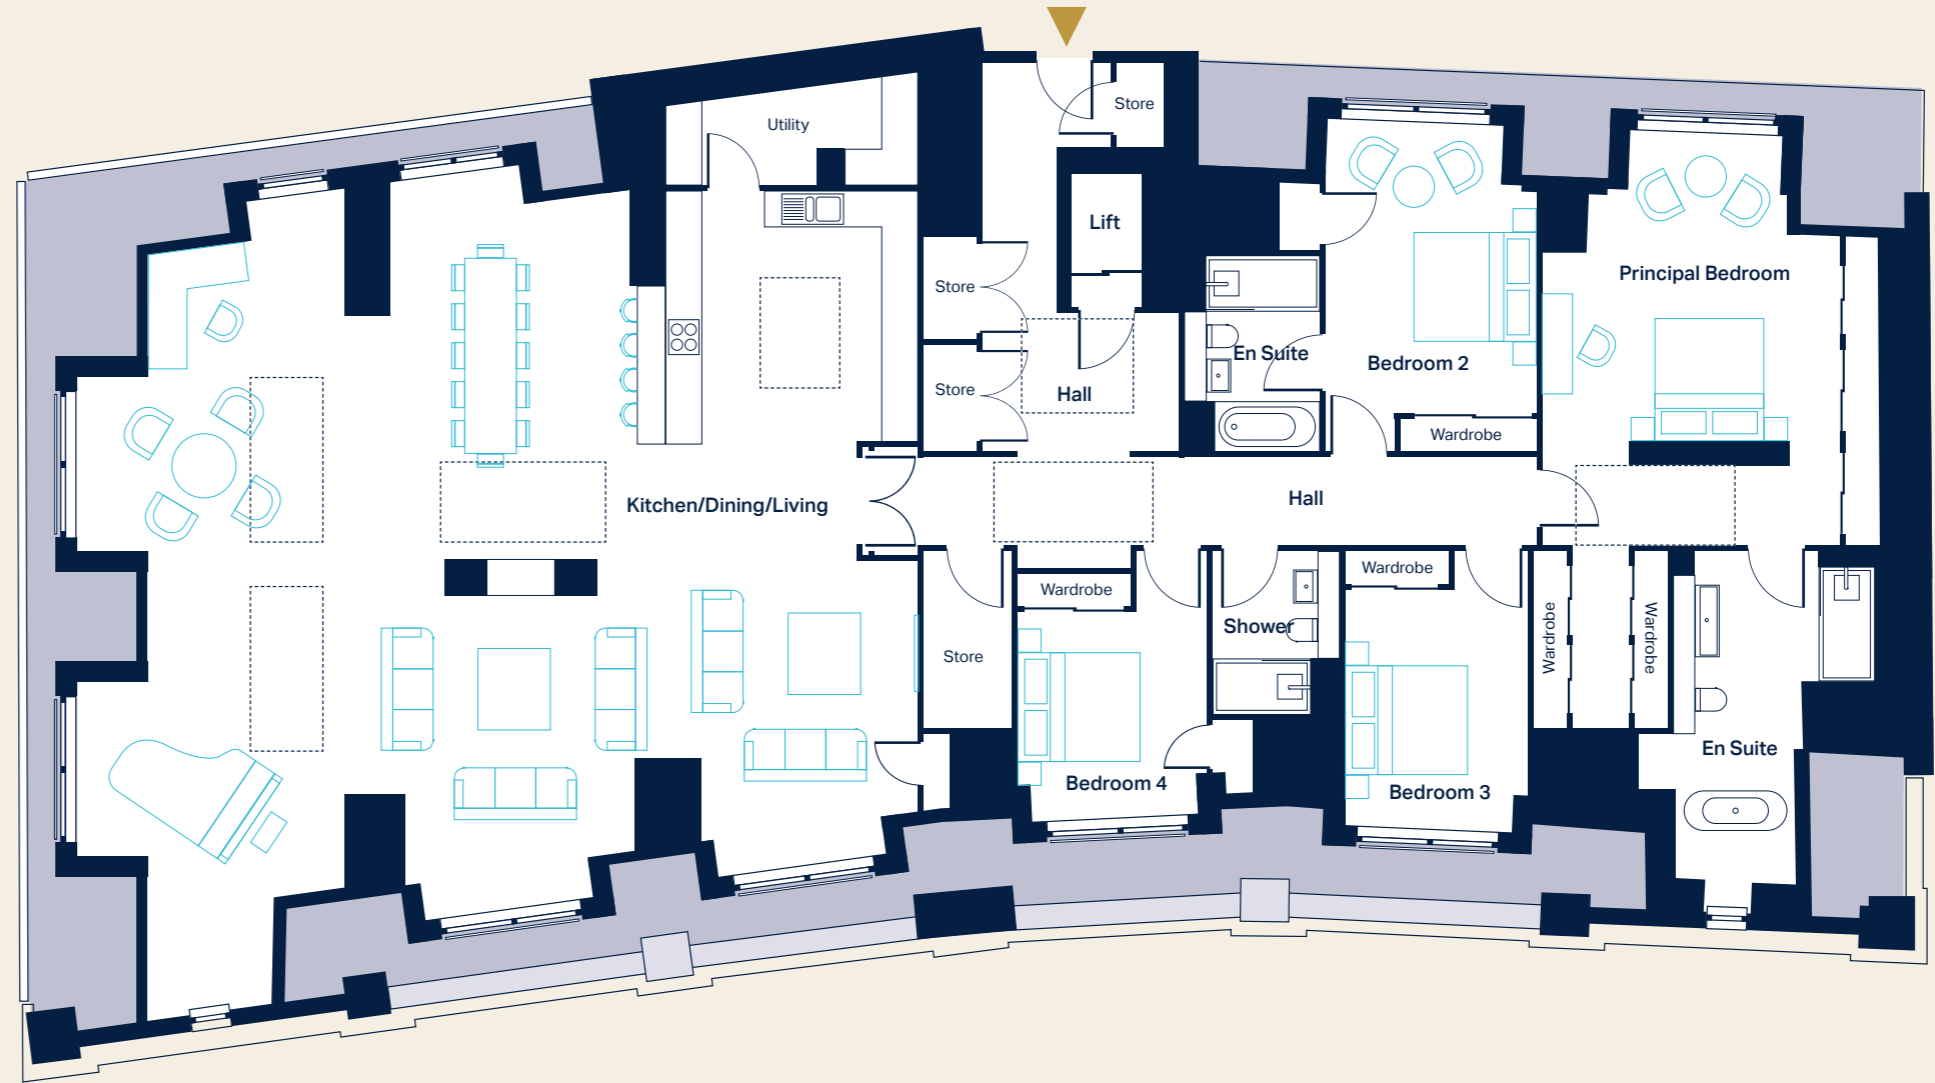 Utility
Store
Lift
Store
Store
Hall
En Suite
Bedroom 2
Wardrobe
Principal Bedroom
Kitchen/Dining/Living
Hall
Store
Wardrobe
Bedroom 4
Shower
Wardrobe
Bedroom 3
Wardrobe
Wardrobe
En Suite